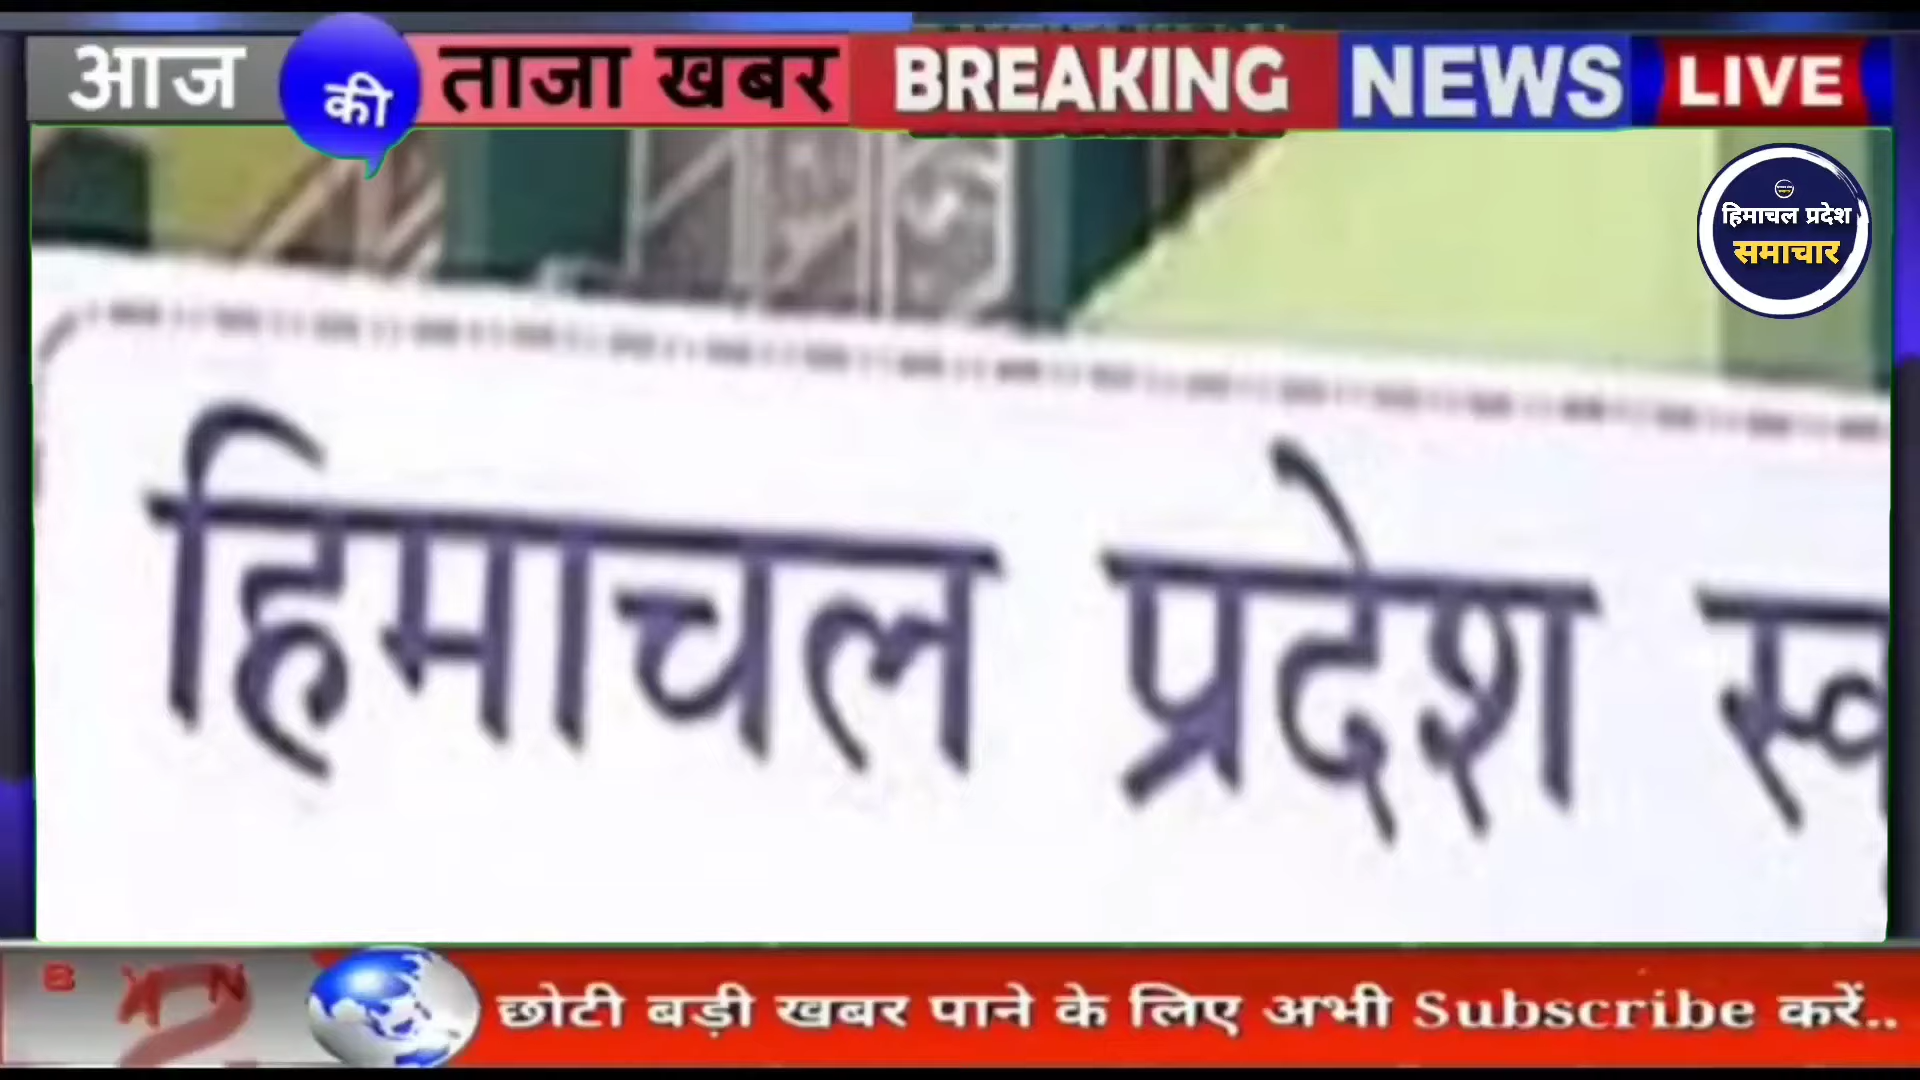 आज की ताजा खबर BREAKING NEWS LIVE
हिमाचल प्रदेश
समाचार
हिमाचल प्रदेश
छोटी बड़ी खबर पाने के लिए अभी Subscribe करें..